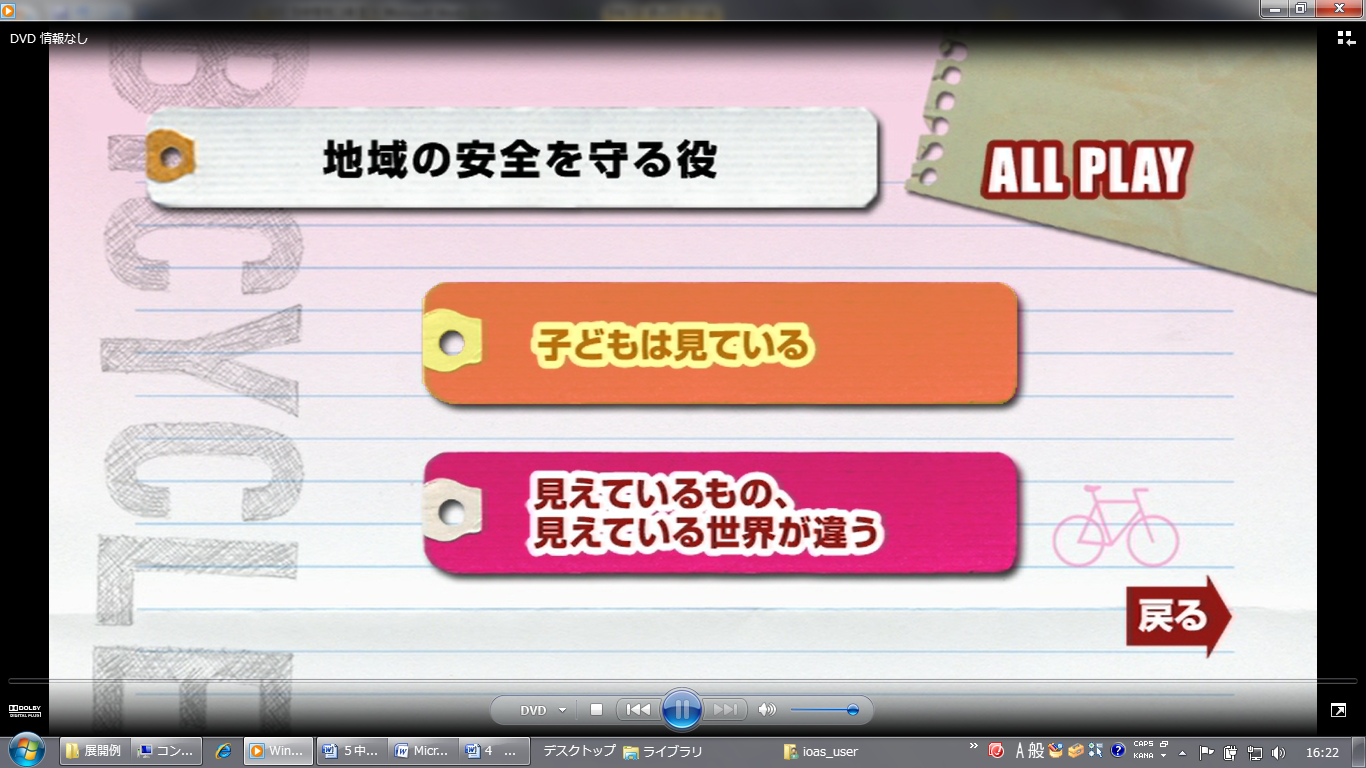 DVD 情報なし
BICYCLE
地域の安全を守る役
ALL PLAY
子どもは見ている
見えているもの、
見えている世界が違う
戻る
DOLBY
DIGITAL PLUS
DVD
展開例
コン...
Win...
5 中...
Micr...
4 ...
デスクトップ
ライブラリ
ioas_user
A 般
CAPS
KANA
16:22